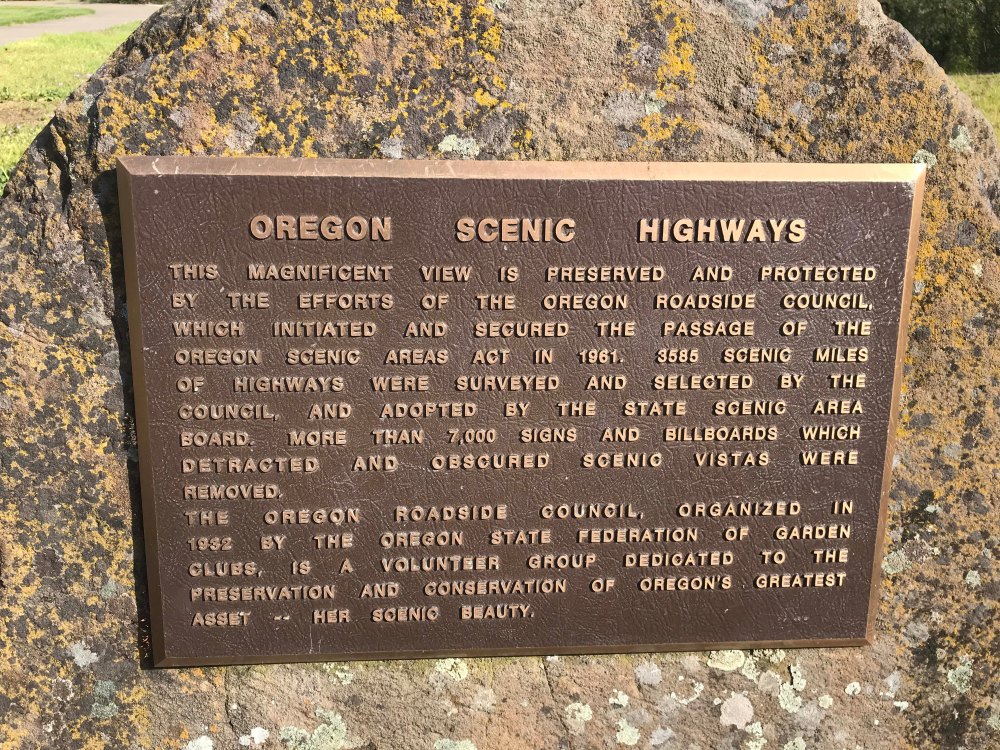 OREGON SCENIC HIGHWAYS
THIS MAGNIFICENT VIEW IS PRESERVED AND PROTECTED
BY THE EFFORTS OF THE OREGON ROADSIDE COUNCIL,
WHICH INITIATED AND SECURED THE PASSAGE OF THE
OREGON SCENIC AREAS ACT IN 1961. 3585 SCENIC MILES
OF HIGHWAYS WERE SURVEYED AND SELECTED BY THE
COUNCIL, AND ADOPTED BY THE STATE SCENIC AREA
BOARD. MORE THAN 7,000 SIGNS AND BILLBOARDS WHICH
DETRACTED AND OBSCURED SCENIC VISTAS WERE
REMOVED.
THE OREGON ROADSIDE COUNCIL, ORGANIZED IN
1932 BY THE OREGON STATE FEDERATION OF GARDEN
CLUBS, IS A VOLUNTEER GROUP DEDICATED TO THE
PRESERVATION AND CONSERVATION OF OREGON'S GREATEST
ASSET -- HER SCENIC BEAUTY.